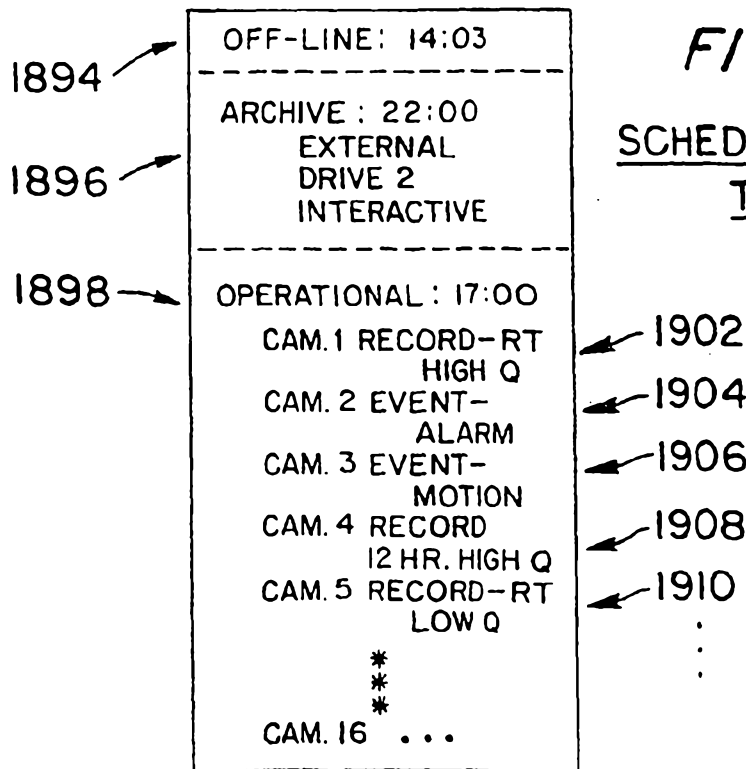 OFF-LINE: 14:03
1894
FI
ARCHIVE : 22:00
EXTERNAL
DRIVE 2
INTERACTIVE
1896
SCHED
T
1898
OPERATIONAL : 17:00
CAM. 1 RECORD-RT
HIGH Q
1902
CAM. 2 EVENT-
ALARM
1904
CAM. 3 EVENT-
MOTION
1906
CAM. 4 RECORD
12 HR. HIGH Q
1908
CAM. 5 RECORD-RT
LOW Q
1910
*
*
*
CAM. 16 ...